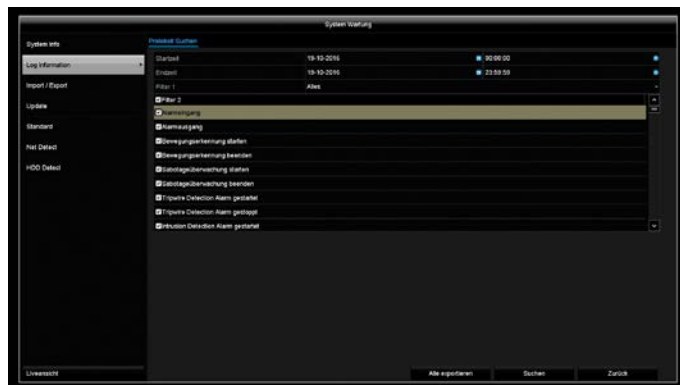 System Wartung
System Info
Log Information
Import / Export
Update
Standard
Net Detect
HDD Detect
Liveansicht
Protokoll Suchen
Startzeit 19-10-2016 00:00:00
Endzeit 19-10-2016 23:59:59
Filter 1 Alles
Filter 2
Alarmeingang
Alarmausgang
Bewegungserkennung starten
Bewegungserkennung beenden
Sabotageüberwachung starten
Sabotageüberwachung beenden
Tripwire Detection Alarm gestartet
Tripwire Detection Alarm gestoppt
Intrusion Detection Alarm gestartet
Alle exportieren Suchen Zurück